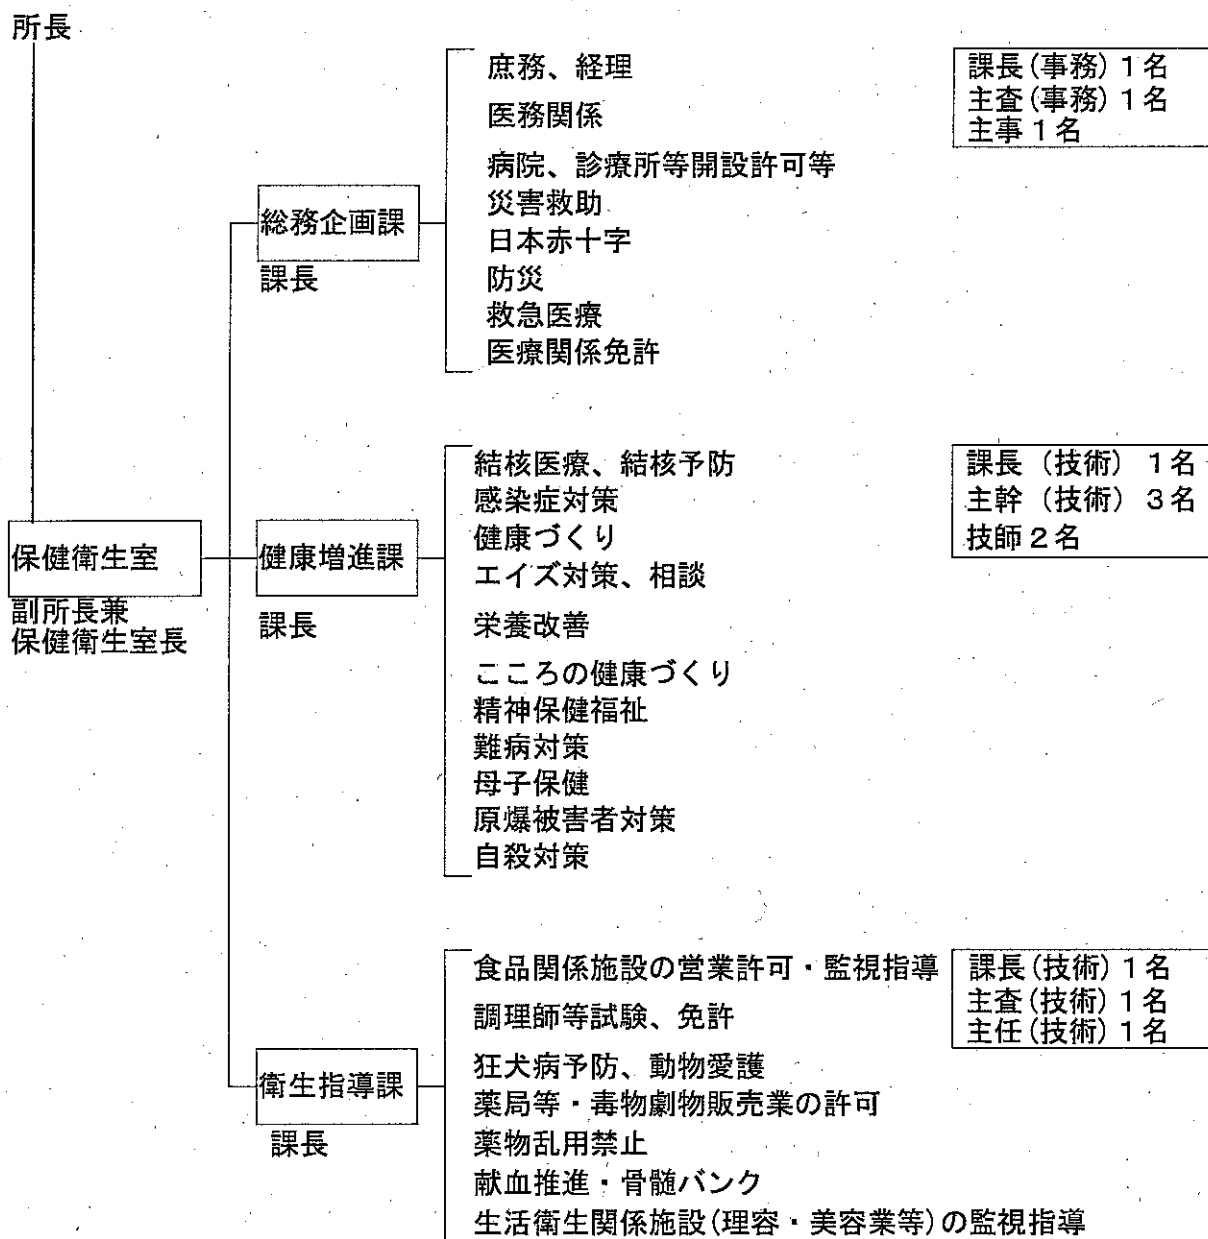 所長
保健衛生室
副所長兼
保健衛生室長
総務企画課
課長
庶務、経理
医務関係
病院、診療所等開設許可等
災害救助
日本赤十字
防災
救急医療
医療関係免許
課長(事務)1名
主査(事務)1名
主事1名
健康増進課
課長
結核医療、結核予防
感染症対策
健康づくり
エイズ対策、相談
栄養改善
こころの健康づくり
精神保健福祉
難病対策
母子保健
原爆被害者対策
自殺対策
課長(技術)1名
主幹(技術)3名
技師2名
衛生指導課
課長
食品関係施設の営業許可・監視指導
調理師等試験、免許
狂犬病予防、動物愛護
薬局等・毒物劇物販売業の許可
薬物乱用禁止
献血推進・骨髄バンク
生活衛生関係施設(理容・美容業等)の監視指導
課長(技術)1名
主査(技術)1名
主任(技術)1名